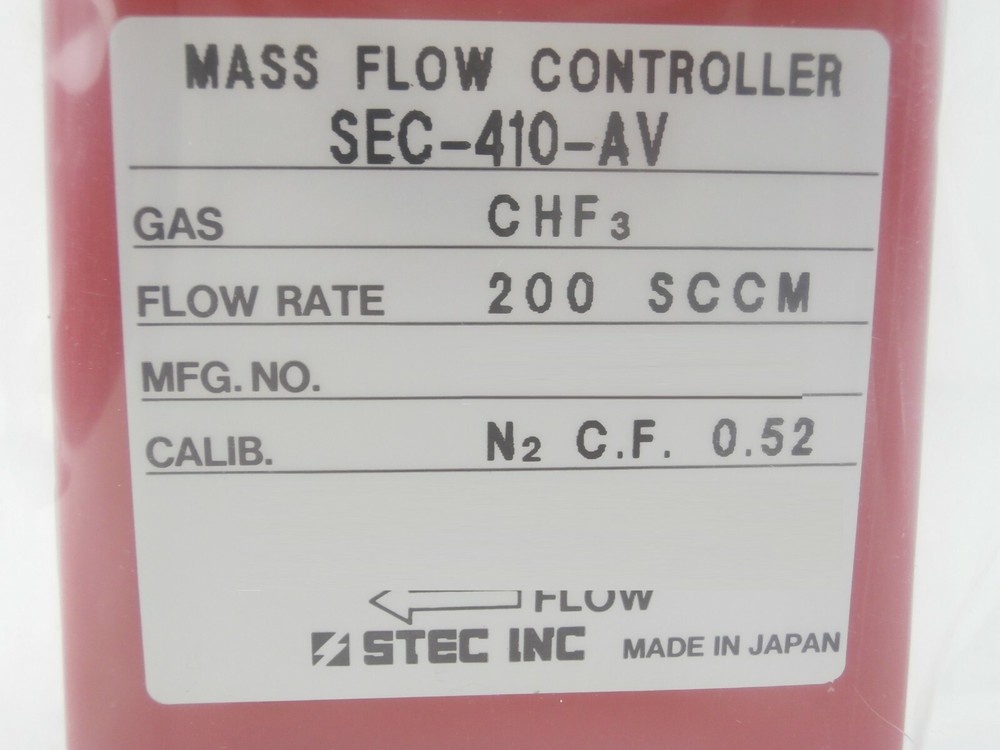 MASS FLOW CONTROLLER
SEC-410-AV
GAS CHF₃
FLOW RATE 200 SCCM
MFG. NO.
CALIB. N₂ C.F. 0.52
FLOW
STEC INC MADE IN JAPAN